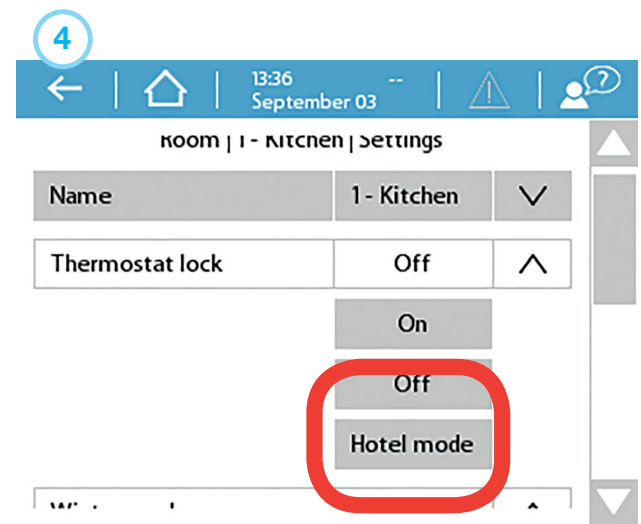 4
13:36 --
September 03
?
Room | 1 - Kitchen | Settings
Name 1 - Kitchen
Thermostat lock Off
On
Off
Hotel mode